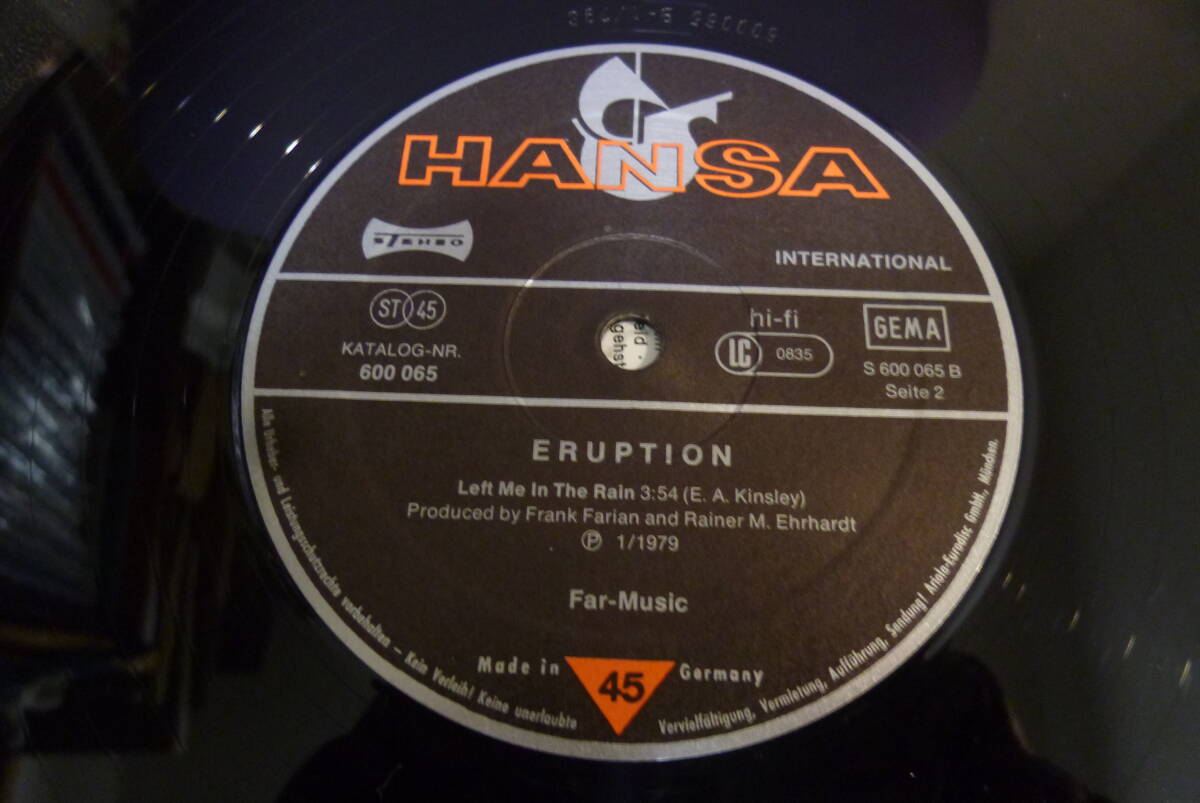 HANSA
STEREO
INTERNATIONAL
ST 45
KATALOG-NR.
600 065
hi-fi
LC 0835
GEMA
S 600 065 B
Seite 2
ERUPTION
Left Me In The Rain 3:54 (E. A. Kinsley)
Produced by Frank Farian and Rainer M. Ehrhardt
Ⓟ 1/1979
Far-Music
Made in 45 Germany
Alle Urheber- und Leistungsschutzrechte vorbehalten – Kein Verleih! Keine unerlaubte Vervielfältigung, Vermietung, Aufführung, Sendung! Ariola-Eurodisc GmbH, München.